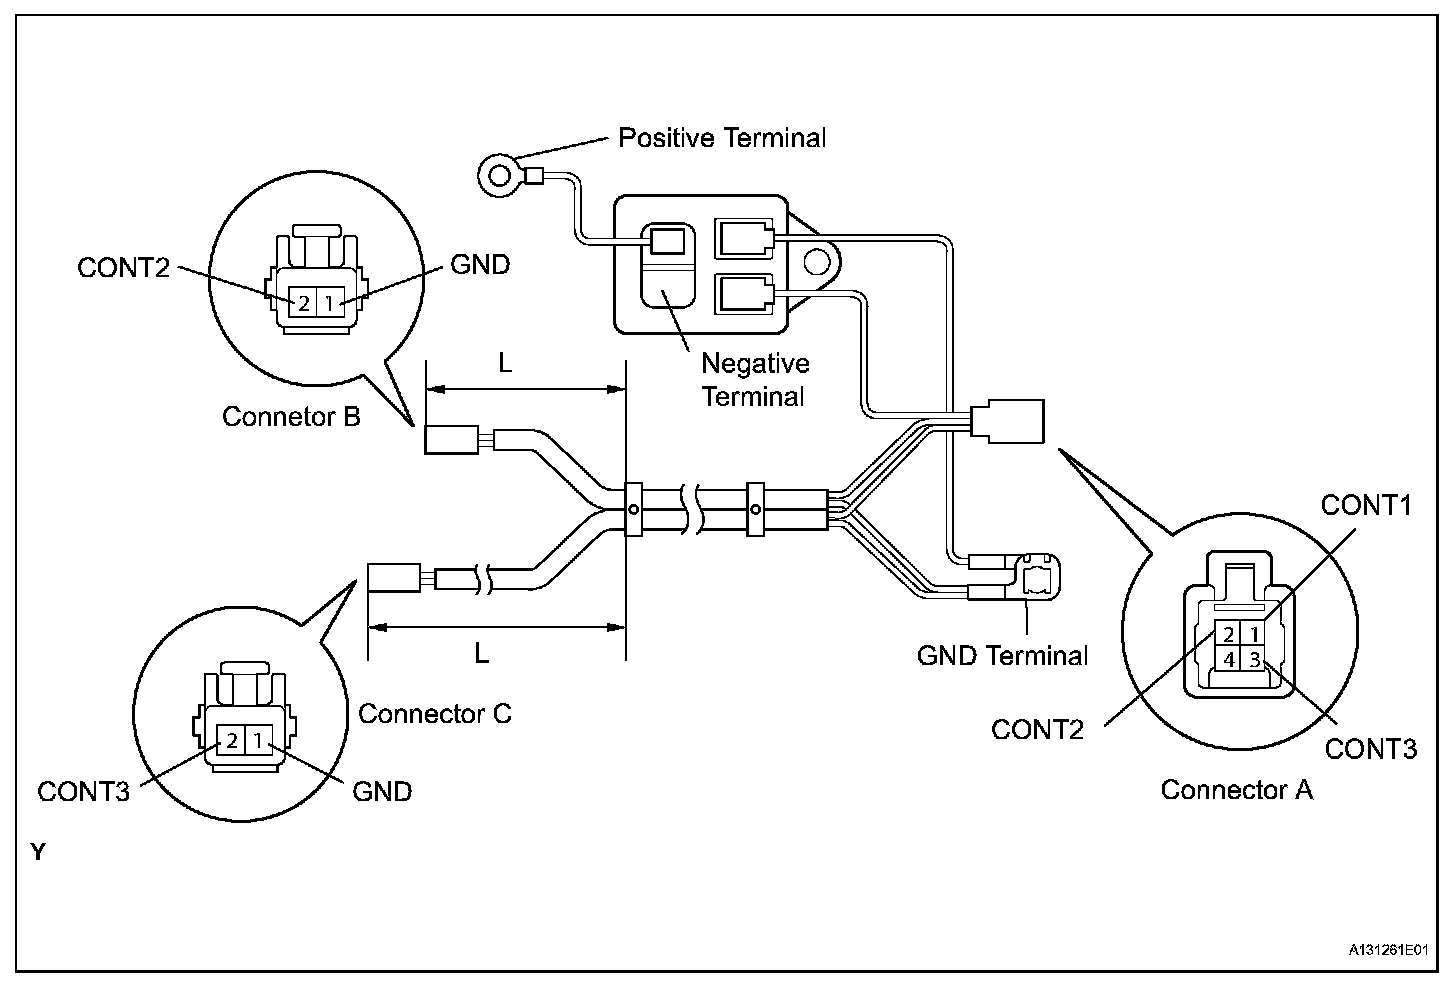 Positive Terminal
CONT2
GND
2 1
Negative
Terminal
L
Connetor B
CONT1
2 1
4 3
GND Terminal
L
CONT2
CONT3
Connector A
Connector C
2 1
CONT3
GND
Y
A131261E01